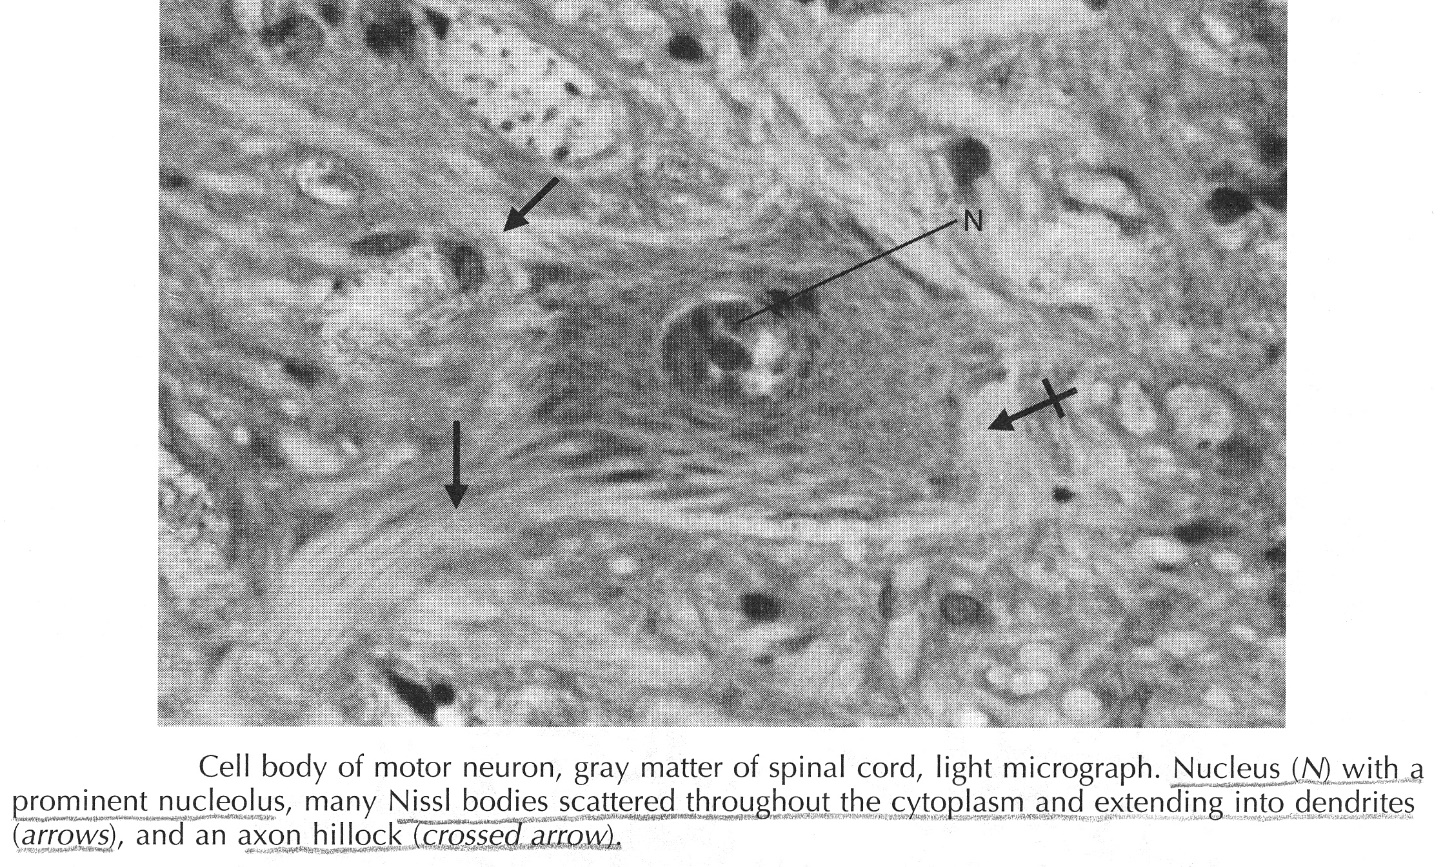 N
Cell body of motor neuron, gray matter of spinal cord, light micrograph. Nucleus (N) with a
prominent nucleolus, many Nissl bodies scattered throughout the cytoplasm and extending into dendrites
(arrows), and an axon hillock (crossed arrow).